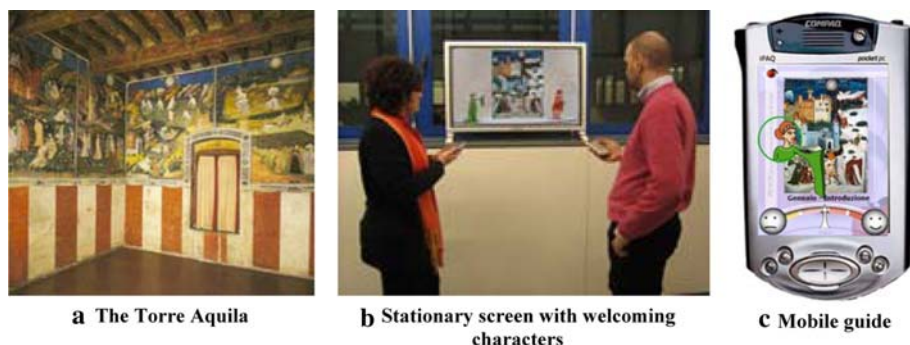 COMPAQ
iPAQ
pocket pc
Gennaio - Introduzione
a The Torre Aquila
b Stationary screen with welcoming
characters
c Mobile guide